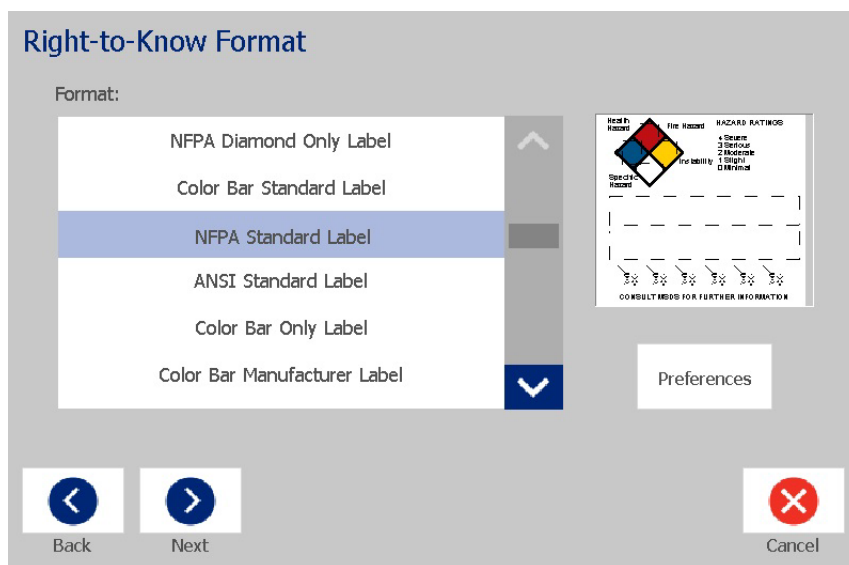 Right-to-Know Format
Format:
NFPA Diamond Only Label
Color Bar Standard Label
NFPA Standard Label
ANSI Standard Label
Color Bar Only Label
Color Bar Manufacturer Label
Health
Hazard
Fire Hazard
HAZARD RATINGS
4 Severe
3 Serious
2 Moderate
1 Slight
0 Minimal
Instability
Specific
Hazard
CONSULT MSDS FOR FURTHER INFORMATION
Preferences
Back
Next
Cancel